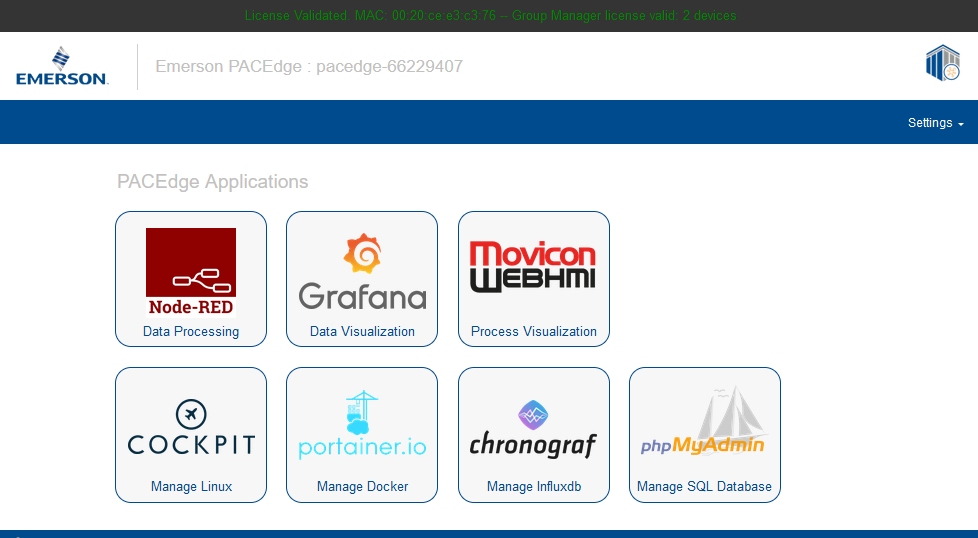 License Validated. MAC: 00:20:ce:e3:c3:76 -- Group Manager license valid: 2 devices
EMERSON.
Emerson PACEdge : pacedge-66229407
Settings
PACEdge Applications
Node-RED
Data Processing
Grafana
Data Visualization
Movicon
WEBHMI
Process Visualization
COCKPIT
Manage Linux
portainer.io
Manage Docker
chronograf
Manage Influxdb
phpMyAdmin
Manage SQL Database